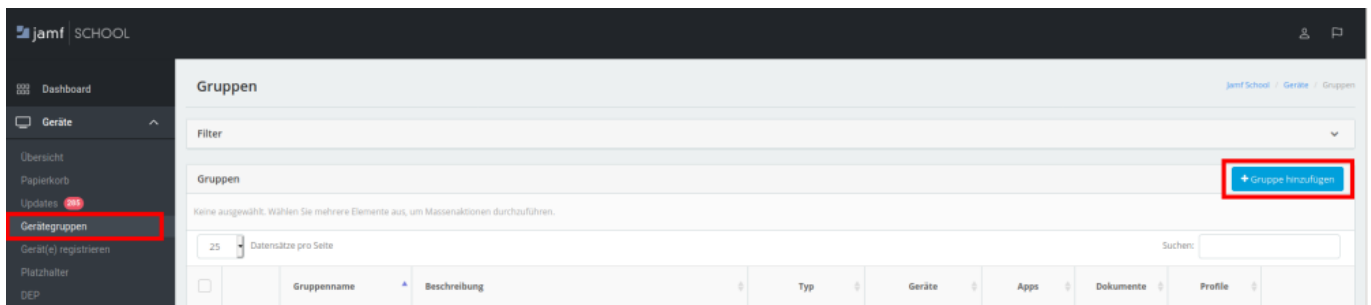 jamf SCHOOL
Dashboard
Gruppen
Jamf School / Geräte / Gruppen
Geräte
Filter
Übersicht
Papierkorb
Gruppen
+ Gruppe hinzufügen
Updates 265
Keine ausgewählt. Wählen Sie mehrere Elemente aus, um Massenaktionen durchzuführen.
Gerätegruppen
Gerät(e) registrieren
25 Datensätze pro Seite
Suchen:
Platzhalter
DEP
Gruppenname Beschreibung Typ Geräte Apps Dokumente Profile